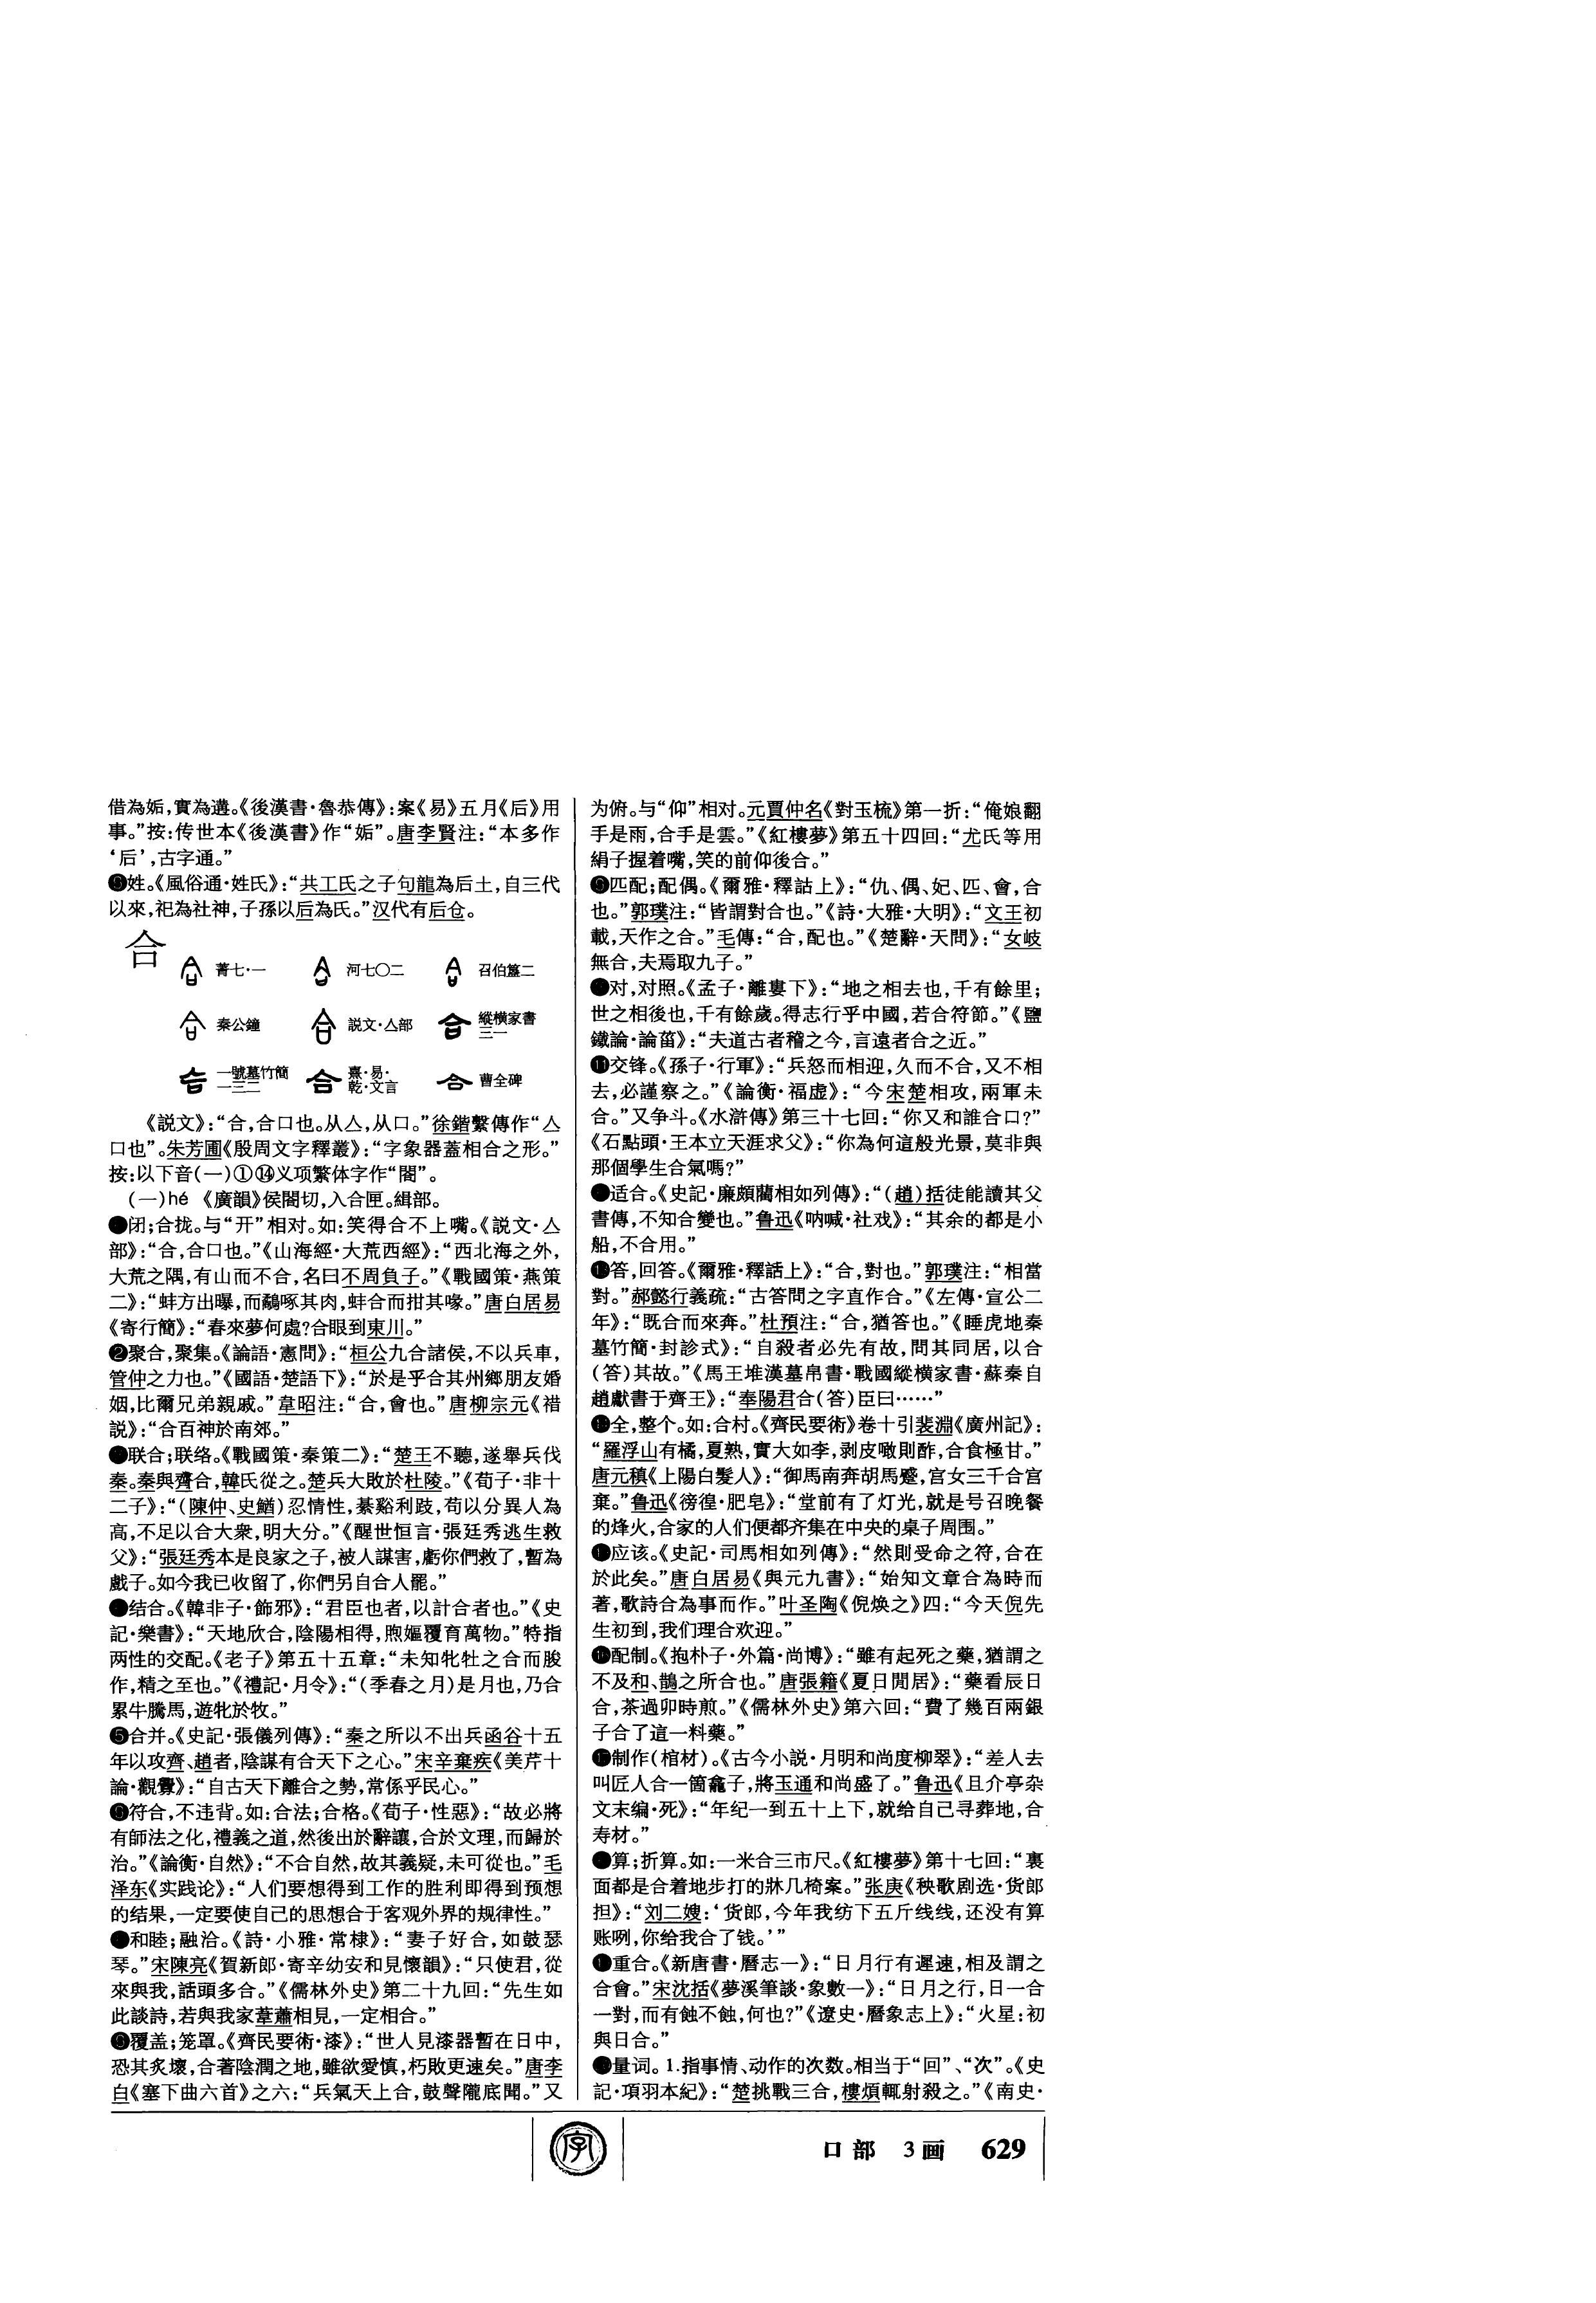 借為姤,實為遘。《後漢書·魯恭傳》:案《易》五月《后》用
事。”按:传世本《後漢書》作“姤”。唐李賢注:“本多作
‘后’,古字通。”
❾姓。《風俗通·姓氏》:“共工氏之子句龍為后土,自三代
以來,祀為社神,子孫以后為氏。”汉代有后仓。
合
菁七·一 河七〇二 召伯簋二
秦公鐘 説文·亼部 縱横家書三一
一號墓竹簡一三二 熹·易·乾·文言 曹全碑
《説文》:“合,合口也。从亼,从口。”徐鍇繫傳作“亼
口也”。朱芳圃《殷周文字釋叢》:“字象器蓋相合之形。”
按:以下音(一)①⑭义项繁体字作“閤”。
(一)hé 《廣韻》侯閤切,入合匣。緝部。
❶闭;合拢。与“开”相对。如:笑得合不上嘴。《説文·亼
部》:“合,合口也。”《山海經·大荒西經》:“西北海之外,
大荒之隅,有山而不合,名曰不周負子。”《戰國策·燕策
二》:“蚌方出曝,而鷸啄其肉,蚌合而拑其喙。”唐白居易
《寄行簡》:“春來夢何處?合眼到東川。”
❷聚合,聚集。《論語·憲問》:“桓公九合諸侯,不以兵車,
管仲之力也。”《國語·楚語下》:“於是乎合其州鄉朋友婚
姻,比爾兄弟親戚。”韋昭注:“合,會也。”唐柳宗元《䄍
説》:“合百神於南郊。”
❸联合;联络。《戰國策·秦策二》:“楚王不聽,遂舉兵伐
秦。秦與齊合,韓氏從之。楚兵大敗於杜陵。”《荀子·非十
二子》:“(陳仲、史鰌)忍情性,綦谿利跂,苟以分異人為
高,不足以合大衆,明大分。”《醒世恒言·張廷秀逃生救
父》:“張廷秀本是良家之子,被人謀害,虧你們救了,暫為
戲子。如今我已收留了,你們另自合人罷。”
❹结合。《韓非子·飾邪》:“君臣也者,以計合者也。”《史
記·樂書》:“天地欣合,陰陽相得,煦嫗覆育萬物。”特指
两性的交配。《老子》第五十五章:“未知牝牡之合而朘
作,精之至也。”《禮記·月令》:“(季春之月)是月也,乃合
累牛騰馬,遊牝於牧。”
❺合并。《史記·張儀列傳》:“秦之所以不出兵函谷十五
年以攻齊、趙者,陰謀有合天下之心。”宋辛棄疾《美芹十
論·觀釁》:“自古天下離合之勢,常係乎民心。”
❻符合,不违背。如:合法;合格。《荀子·性惡》:“故必將
有師法之化,禮義之道,然後出於辭讓,合於文理,而歸於
治。”《論衡·自然》:“不合自然,故其義疑,未可從也。”毛
泽东《实践论》:“人们要想得到工作的胜利即得到预想
的结果,一定要使自己的思想合于客观外界的规律性。”
❼和睦;融洽。《詩·小雅·常棣》:“妻子好合,如鼓瑟
琴。”宋陳亮《賀新郎·寄辛幼安和見懷韻》:“只使君,從
來與我,話頭多合。”《儒林外史》第二十九回:“先生如
此談詩,若與我家葦蕭相見,一定相合。”
❽覆盖;笼罩。《齊民要術·漆》:“世人見漆器暫在日中,
恐其炙壞,合著陰潤之地,雖欲愛慎,朽敗更速矣。”唐李
白《塞下曲六首》之六:“兵氣天上合,鼓聲隴底聞。”又
为俯。与“仰”相对。元賈仲名《對玉梳》第一折:“俺娘翻
手是雨,合手是雲。”《紅樓夢》第五十四回:“尤氏等用
絹子握着嘴,笑的前仰後合。”
❾匹配;配偶。《爾雅·釋詁上》:“仇、偶、妃、匹、會,合
也。”郭璞注:“皆謂對合也。”《詩·大雅·大明》:“文王初
載,天作之合。”毛傳:“合,配也。”《楚辭·天問》:“女岐
無合,夫焉取九子。”
❿对,对照。《孟子·離婁下》:“地之相去也,千有餘里;
世之相後也,千有餘歲。得志行乎中國,若合符節。”《鹽
鐵論·論菑》:“夫道古者稽之今,言遠者合之近。”
⓫交锋。《孫子·行軍》:“兵怒而相迎,久而不合,又不相
去,必謹察之。”《論衡·福虚》:“今宋楚相攻,兩軍未
合。”又争斗。《水滸傳》第三十七回:“你又和誰合口?”
《石點頭·王本立天涯求父》:“你為何這般光景,莫非與
那個學生合氣嗎?”
⓬适合。《史記·廉頗藺相如列傳》:“(趙)括徒能讀其父
書傳,不知合變也。”鲁迅《呐喊·社戏》:“其余的都是小
船,不合用。”
⓭答,回答。《爾雅·釋詁上》:“合,對也。”郭璞注:“相當
對。”郝懿行義疏:“古答問之字直作合。”《左傳·宣公二
年》:“既合而來奔。”杜預注:“合,猶答也。”《睡虎地秦
墓竹簡·封診式》:“自殺者必先有故,問其同居,以合
(答)其故。”《馬王堆漢墓帛書·戰國縱横家書·蘇秦自
趙獻書于齊王》:“奉陽君合(答)臣曰……”
⓮全,整个。如:合村。《齊民要術》卷十引裴淵《廣州記》:
“羅浮山有橘,夏熟,實大如李,剥皮噉則酢,合食極甘。”
唐元稹《上陽白髮人》:“御馬南奔胡馬蹙,宫女三千合宫
棄。”鲁迅《徬徨·肥皂》:“堂前有了灯光,就是号召晚餐
的烽火,合家的人们便都齐集在中央的桌子周围。”
⓯应该。《史記·司馬相如列傳》:“然則受命之符,合在
於此矣。”唐白居易《與元九書》:“始知文章合為時而
著,歌詩合為事而作。”叶圣陶《倪焕之》四:“今天倪先
生初到,我们理合欢迎。”
⓰配制。《抱朴子·外篇·尚博》:“雖有起死之藥,猶謂之
不及和、鵲之所合也。”唐張籍《夏日閒居》:“藥看辰日
合,茶過卯時煎。”《儒林外史》第六回:“費了幾百兩銀
子合了這一料藥。”
⓱制作(棺材)。《古今小説·月明和尚度柳翠》:“差人去
叫匠人合一箇龕子,將玉通和尚盛了。”鲁迅《且介亭杂
文末编·死》:“年纪一到五十上下,就给自己寻葬地,合
寿材。”
⓲算;折算。如:一米合三市尺。《紅樓夢》第十七回:“裏
面都是合着地步打的牀几椅案。”张庚《秧歌剧选·货郎
担》:“刘二嫂:‘货郎,今年我纺下五斤线线,还没有算
账咧,你给我合了钱。’”
⓳重合。《新唐書·曆志一》:“日月行有遲速,相及謂之
合會。”宋沈括《夢溪筆談·象數一》:“日月之行,日一合
一對,而有蝕不蝕,何也?”《遼史·曆象志上》:“火星:初
與日合。”
⓴量词。1.指事情、动作的次数。相当于“回”、“次”。《史
記·項羽本紀》:“楚挑戰三合,樓煩輒射殺之。”《南史·
字
口部 3画 629